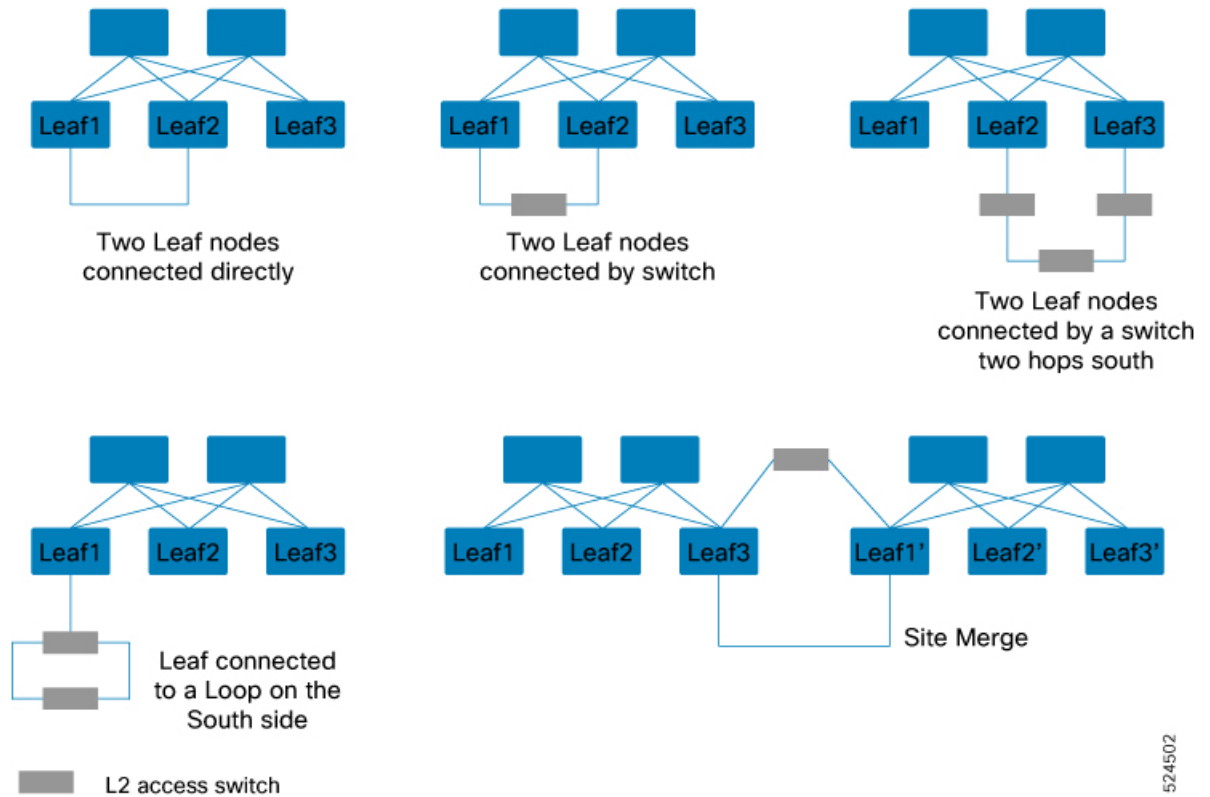 Leaf1
Leaf2
Leaf3
Two Leaf nodes
connected directly
Leaf1
Leaf2
Leaf3
Two Leaf nodes
connected by switch
Leaf1
Leaf2
Leaf3
Two Leaf nodes
connected by a switch
two hops south
Leaf1
Leaf2
Leaf3
Leaf connected
to a Loop on the
South side
Leaf1
Leaf2
Leaf3
Leaf1’
Leaf2’
Leaf3’
Site Merge
L2 access switch
524502